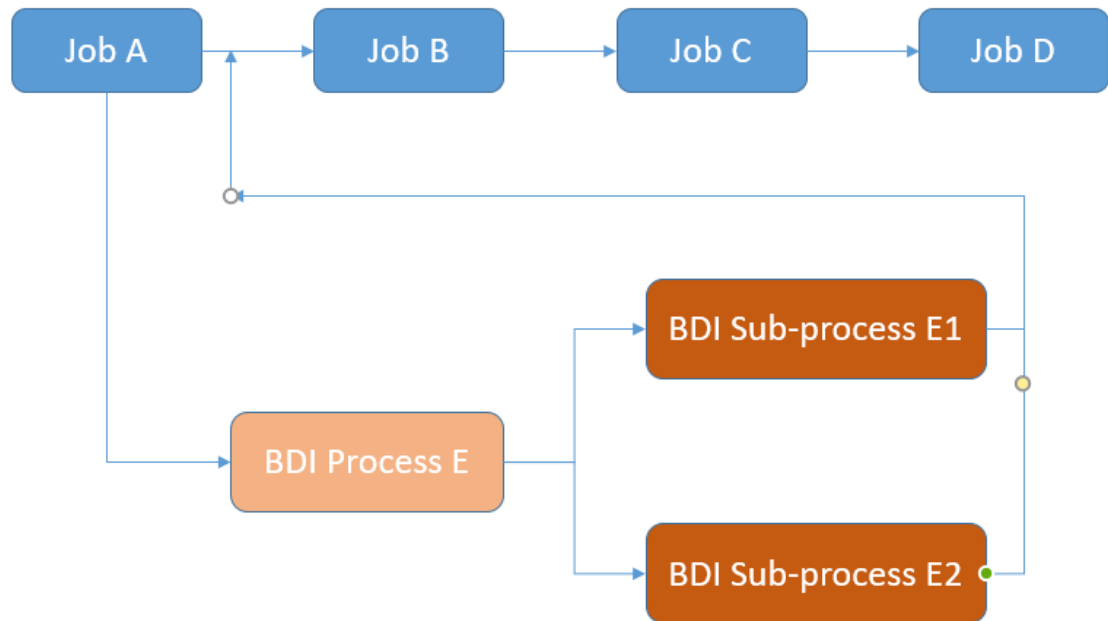 Job A
Job B
Job C
Job D
BDI Sub-process E1
BDI Process E
BDI Sub-process E2